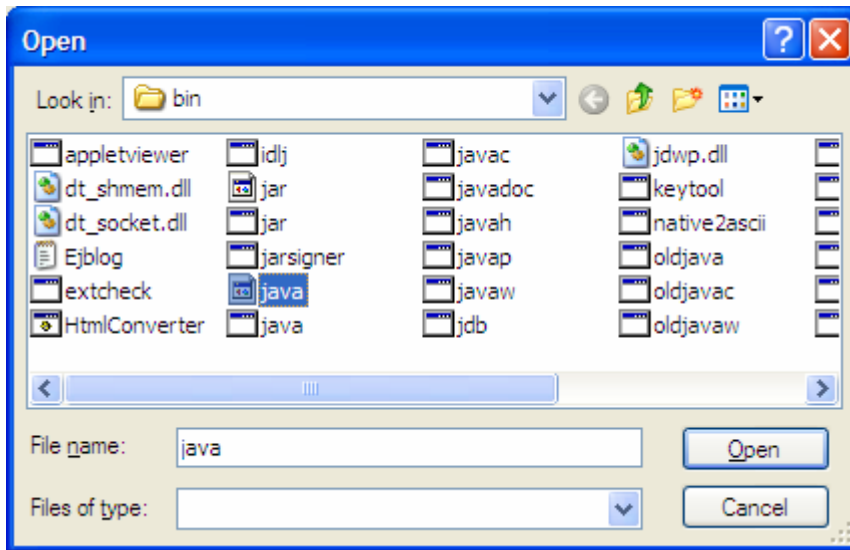 Open
Look in: bin
appletviewer idlj javac jdwp.dll
dt_shmem.dll jar javadoc keytool
dt_socket.dll jar javah native2ascii
Ejblog jarsigner javap oldjava
extcheck java javaw oldjavac
HtmlConverter java jdb oldjavaw
File name: java Open
Files of type: Cancel